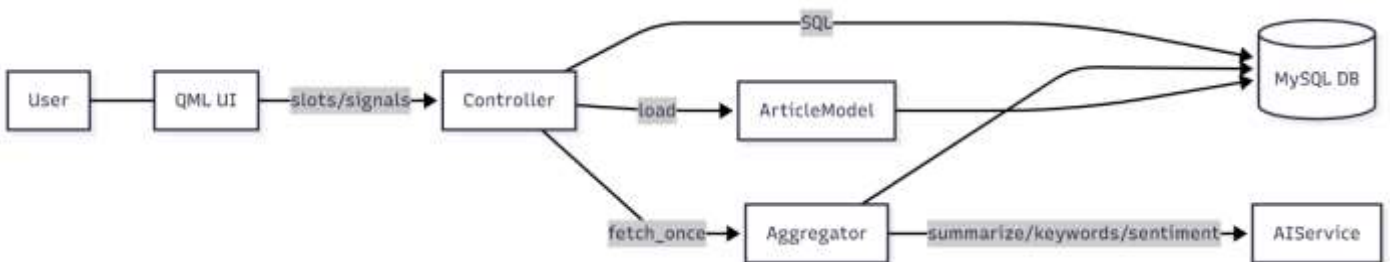 SQL
User
QML UI
slots/signals
Controller
load
ArticleModel
MySQL DB
fetch_once
Aggregator
summarize/keywords/sentiment
AIService